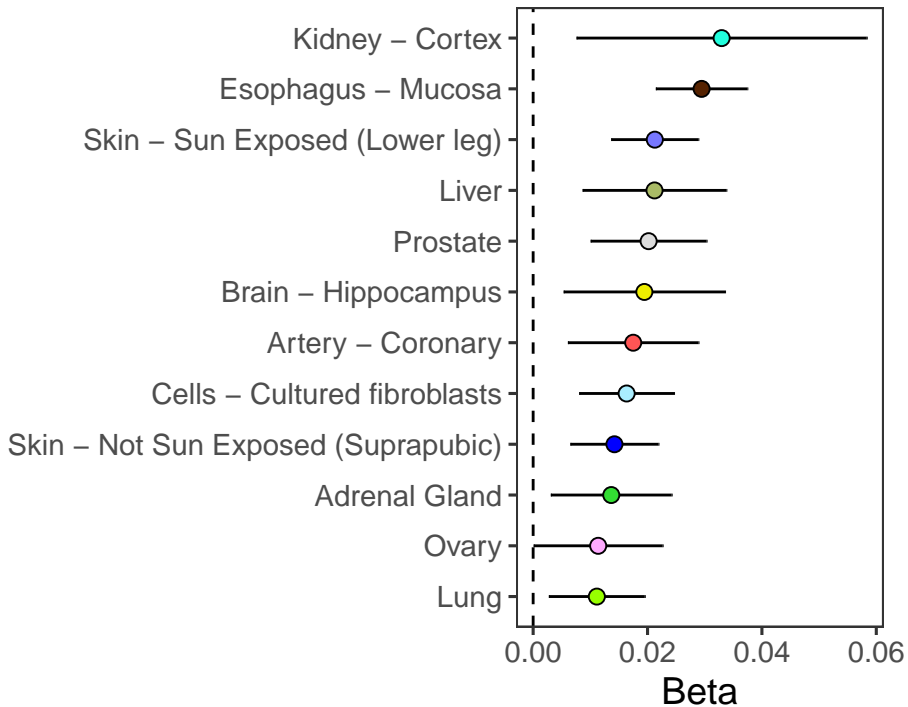 Kidney – Cortex
Esophagus – Mucosa
Skin – Sun Exposed (Lower leg)
Liver
Prostate
Brain – Hippocampus
Artery – Coronary
Cells – Cultured fibroblasts
Skin – Not Sun Exposed (Suprapubic)
Adrenal Gland
Ovary
Lung
0.00 0.02 0.04 0.06
Beta